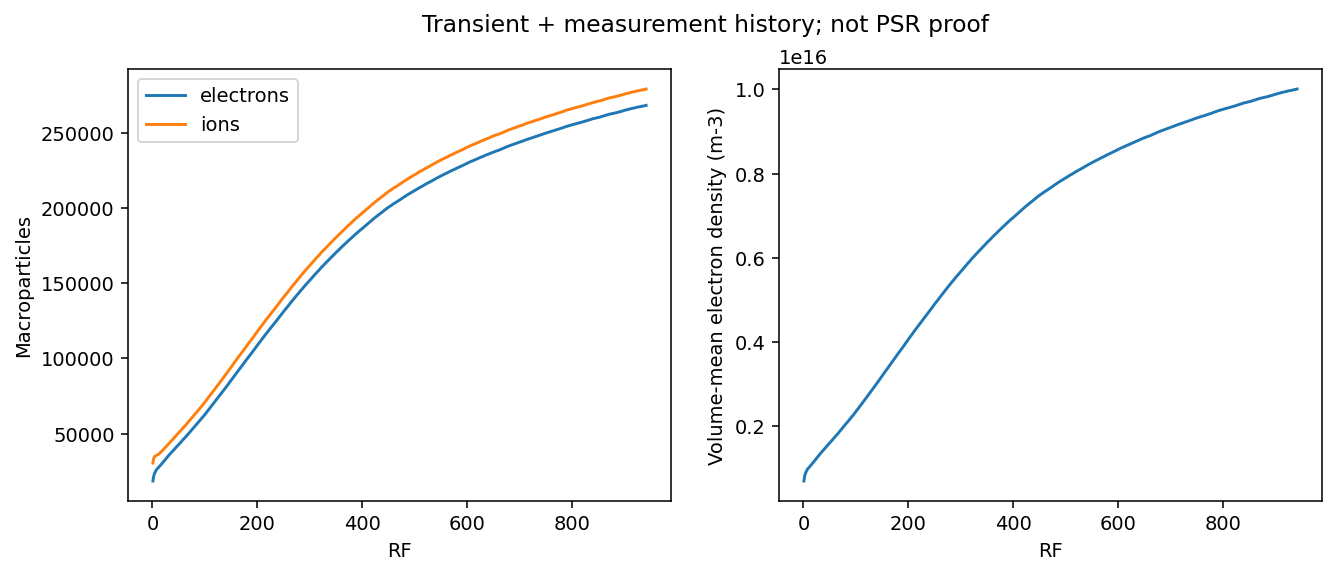 Transient + measurement history; not PSR proof
electrons
ions
Macroparticles
250000
200000
150000
100000
50000
0
200
400
600
800
RF
1e16
Volume-mean electron density (m-3)
1.0
0.8
0.6
0.4
0.2
0
200
400
600
800
RF